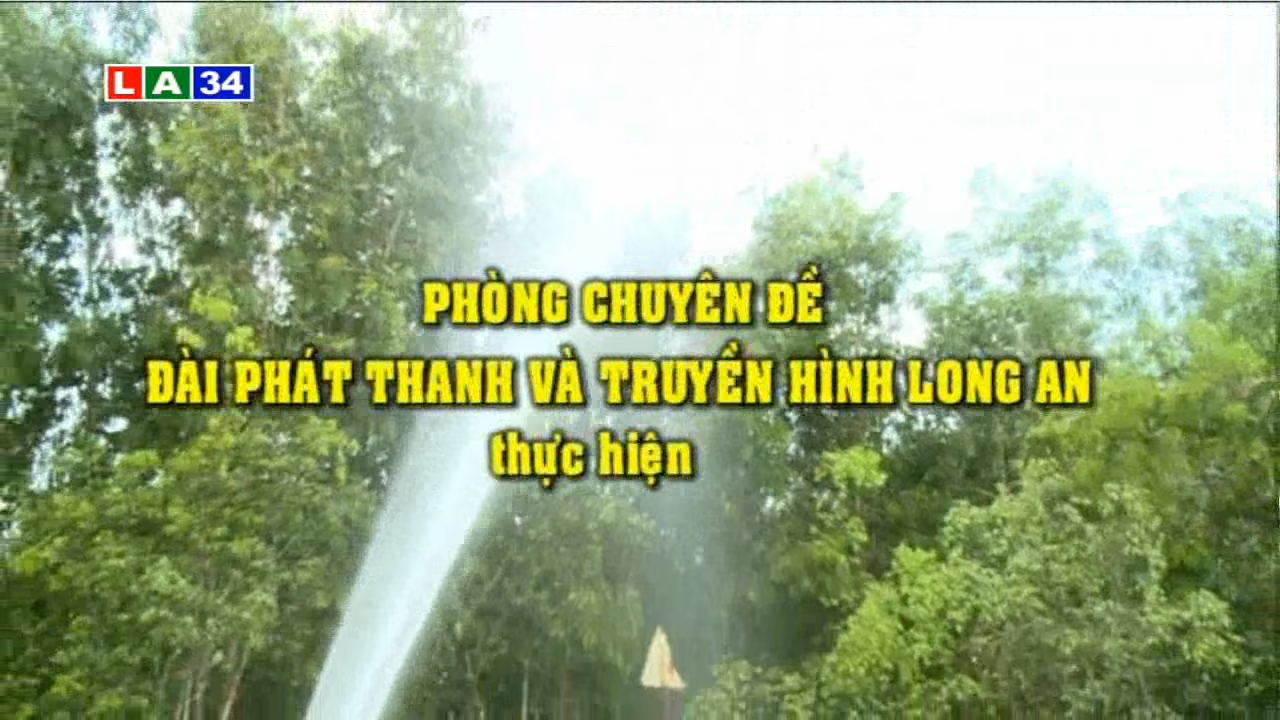 LA34
PHÒNG CHUYÊN ĐỀ
ĐÀI PHÁT THANH VÀ TRUYỀN HÌNH LONG AN
thực hiện